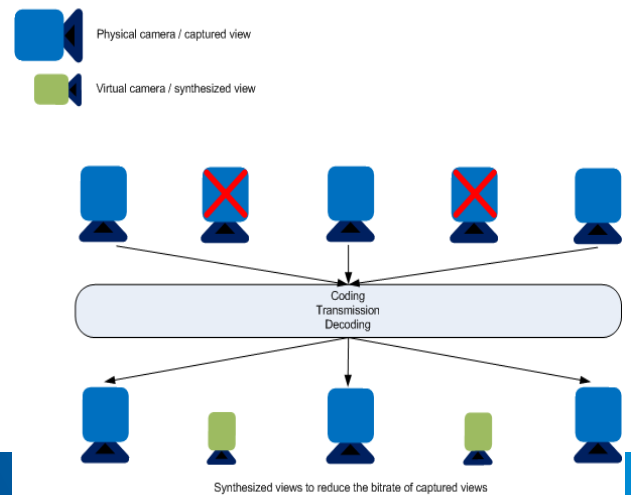 Physical camera / captured view
Virtual camera / synthesized view
Coding
Transmission
Decoding
Synthesized views to reduce the bitrate of captured views